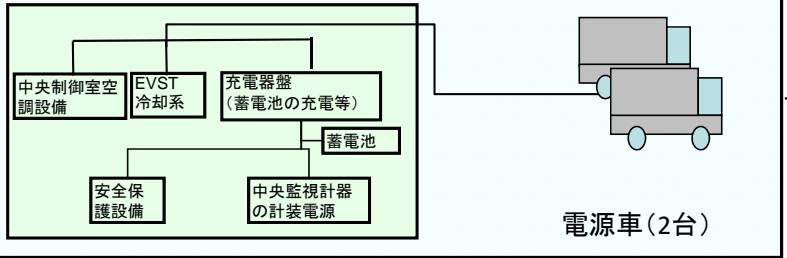 中央制御室空
調設備
EVST
冷却系
充電器盤
（蓄電池の充電等）
蓄電池
安全保
護設備
中央監視計器
の計装電源
電源車（2台）